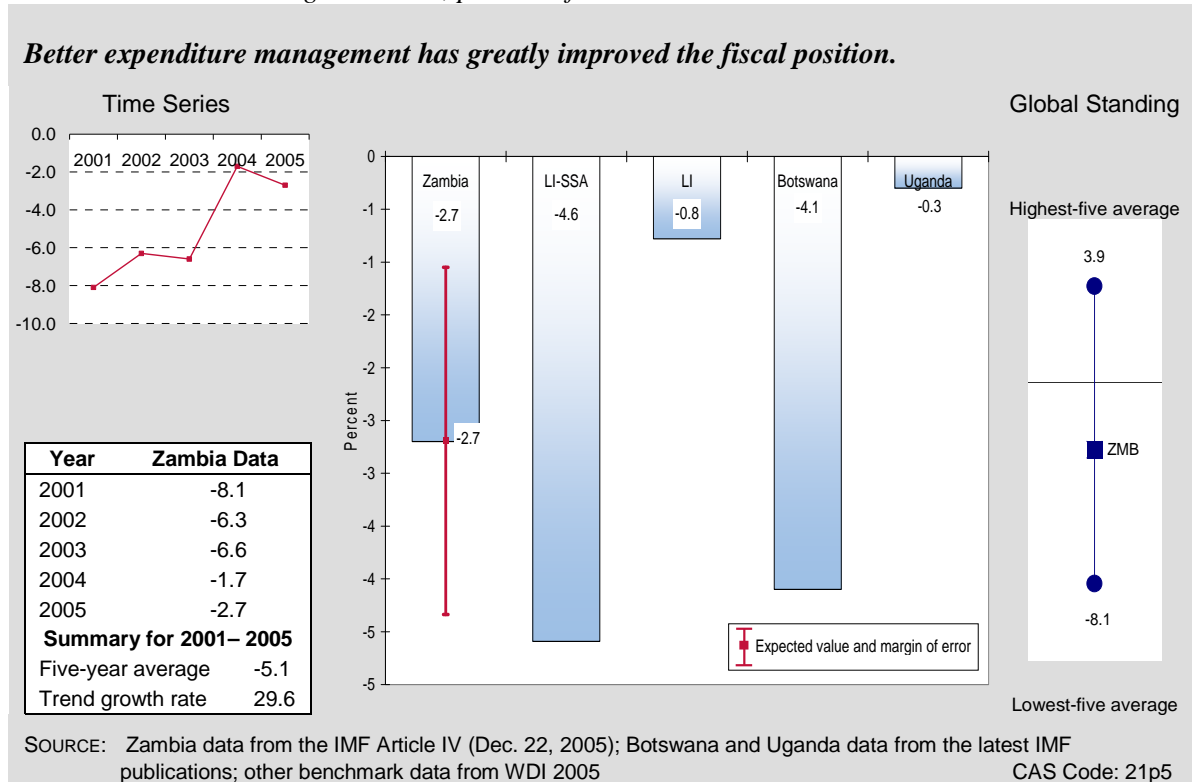 Better expenditure management has greatly improved the fiscal position.
Time Series
0.0
-2.0
-4.0
-6.0
-8.0
-10.0
2001 2002 2003 2004 2005
Year Zambia Data
2001 -8.1
2002 -6.3
2003 -6.6
2004 -1.7
2005 -2.7
Summary for 2001– 2005
Five-year average -5.1
Trend growth rate 29.6
Percent
0
-1
-1
-2
-2
-3
-3
-4
-4
-5
-5
Zambia LI-SSA LI Botswana Uganda
-2.7 -4.6 -0.8 -4.1 -0.3
-2.7
Expected value and margin of error
Global Standing
Highest-five average
3.9
ZMB
-8.1
Lowest-five average
SOURCE: Zambia data from the IMF Article IV (Dec. 22, 2005); Botswana and Uganda data from the latest IMF
publications; other benchmark data from WDI 2005 CAS Code: 21p5